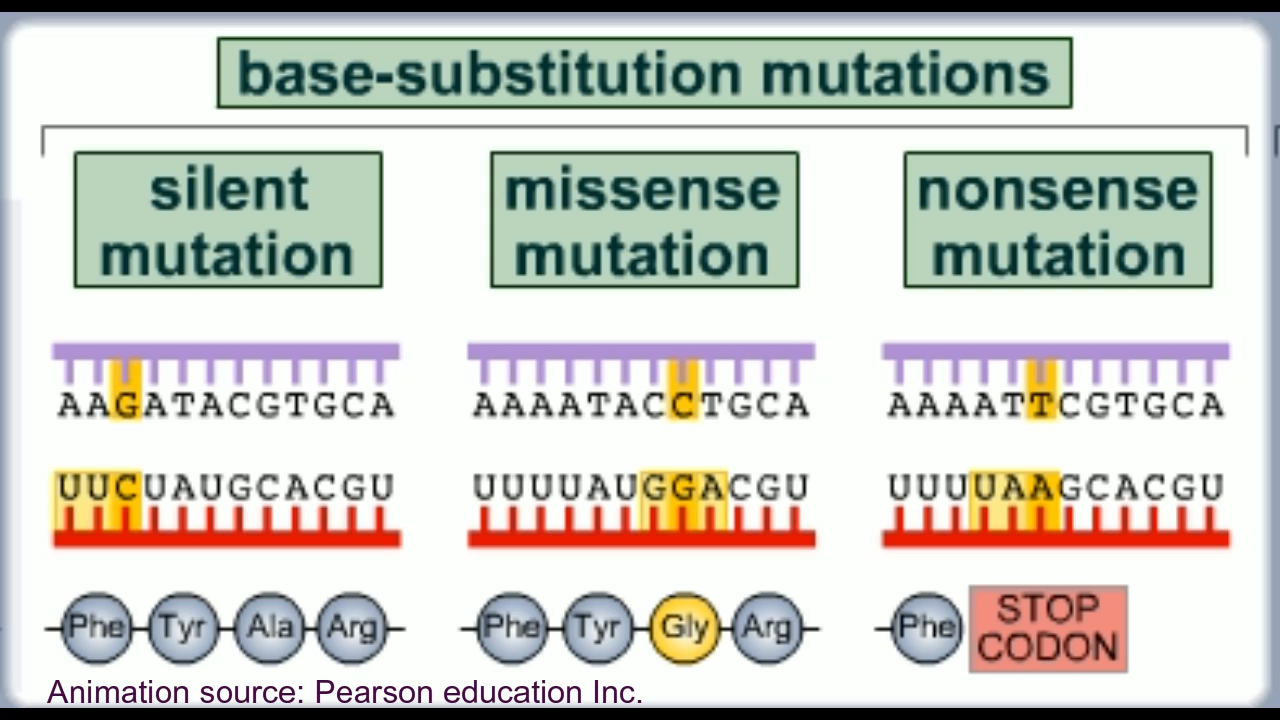 base-substitution mutations
silent
mutation
missense
mutation
nonsense
mutation
AAGATACGTGCA
AAAATACCTGCA
AAAATTCGTGCA
UUCUAUGCACGU
UUUUAUGGACGU
UUUUAAGCACGU
Phe Tyr Ala Arg
Phe Tyr Gly Arg
Phe STOP
CODON
Animation source: Pearson education Inc.